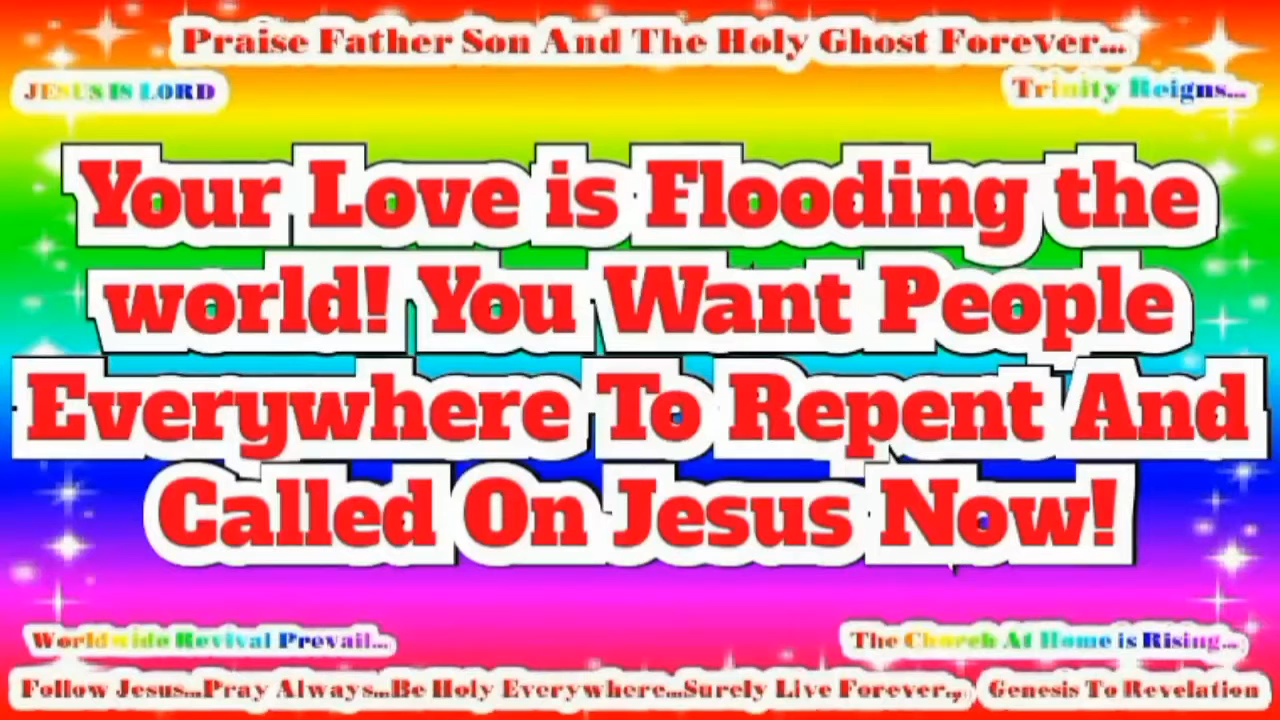 Praise Father Son And The Holy Ghost Forever...
JESUS IS LORD
Trinity Reigns...
Your Love is Flooding the
world! You Want People
Everywhere To Repent And
Called On Jesus Now!
Worldwide Revival Prevail...
The Church At Home is Rising...
Follow Jesus...Pray Always...Be Holy Everywhere...Surely Live Forever..,
Genesis To Revelation